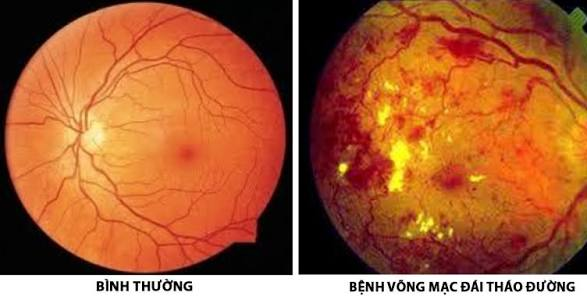 BÌNH THƯỜNG
BỆNH VÕNG MẠC ĐÁI THÁO ĐƯỜNG